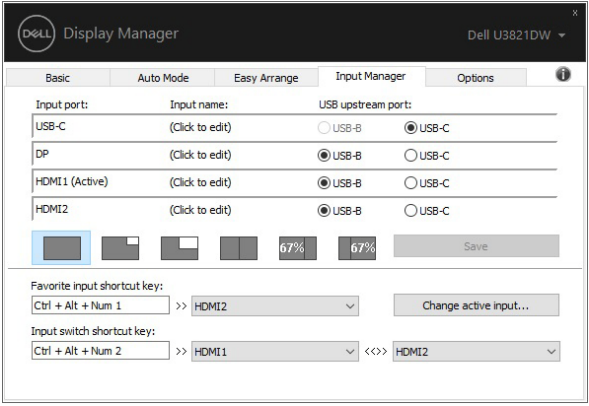 x
DELL Display Manager Dell U3821DW
Basic Auto Mode Easy Arrange Input Manager Options i
Input port: Input name: USB upstream port:
USB-C (Click to edit) USB-B USB-C
DP (Click to edit) USB-B USB-C
HDMI1 (Active) (Click to edit) USB-B USB-C
HDMI2 (Click to edit) USB-B USB-C
67% 67% Save
Favorite input shortcut key:
Ctrl + Alt + Num 1 >> HDMI2 Change active input...
Input switch shortcut key:
Ctrl + Alt + Num 2 >> HDMI1 <<>> HDMI2